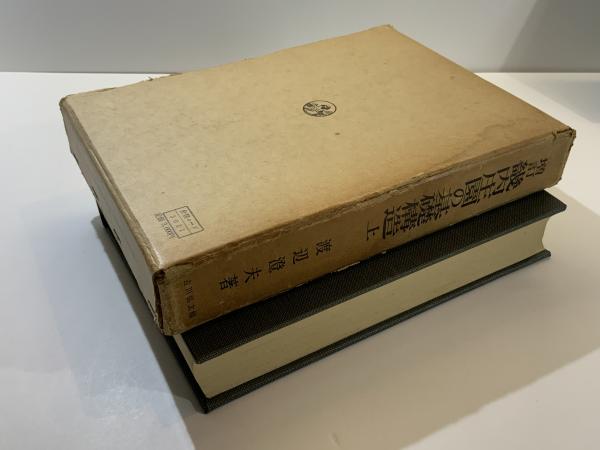 増訂
畿内庄園の基礎構造 上
渡辺澄夫著
吉川弘文館